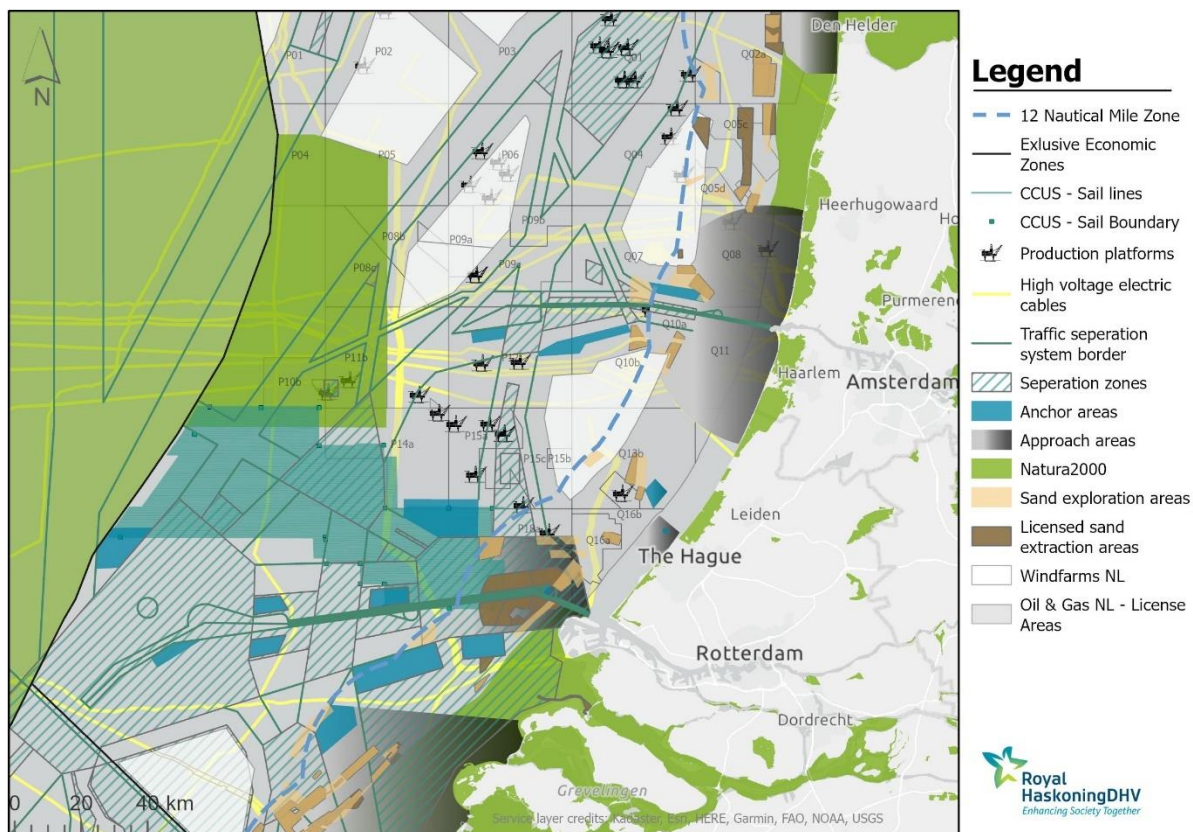 Den Helder
P01
P02
P03
Q01
Q02a
P04
P05
P06
Q04
Q05c
Q05d
Heerhugowaard
P08b
P09a
P09b
Q07
Q08
P08c
P09c
Purmerend
P11b
P10b
Q10a
Q10b
Q11
Haarlem
Amsterdam
P14a
P15a
P15c
P15b
Q13b
Q16b
Leiden
P18a
Q16a
The Hague
Rotterdam
Dordrecht
Grevelingen
N
0 20 40 km
Service layer credits: Kadaster, Esri, HERE, Garmin, FAO, NOAA, USGS
Legend
12 Nautical Mile Zone
Exlusive Economic
Zones
CCUS - Sail lines
CCUS - Sail Boundary
Production platforms
High voltage electric
cables
Traffic seperation
system border
Seperation zones
Anchor areas
Approach areas
Natura2000
Sand exploration areas
Licensed sand
extraction areas
Windfarms NL
Oil & Gas NL - License
Areas
Royal
HaskoningDHV
Enhancing Society Together